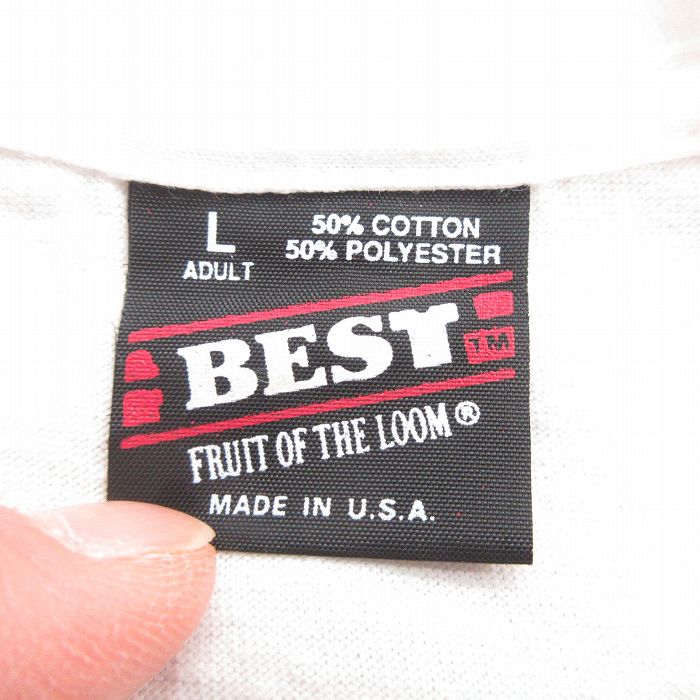 L
ADULT
50% COTTON
50% POLYESTER
BEST
TM
FRUIT OF THE LOOM®
MADE IN U.S.A.